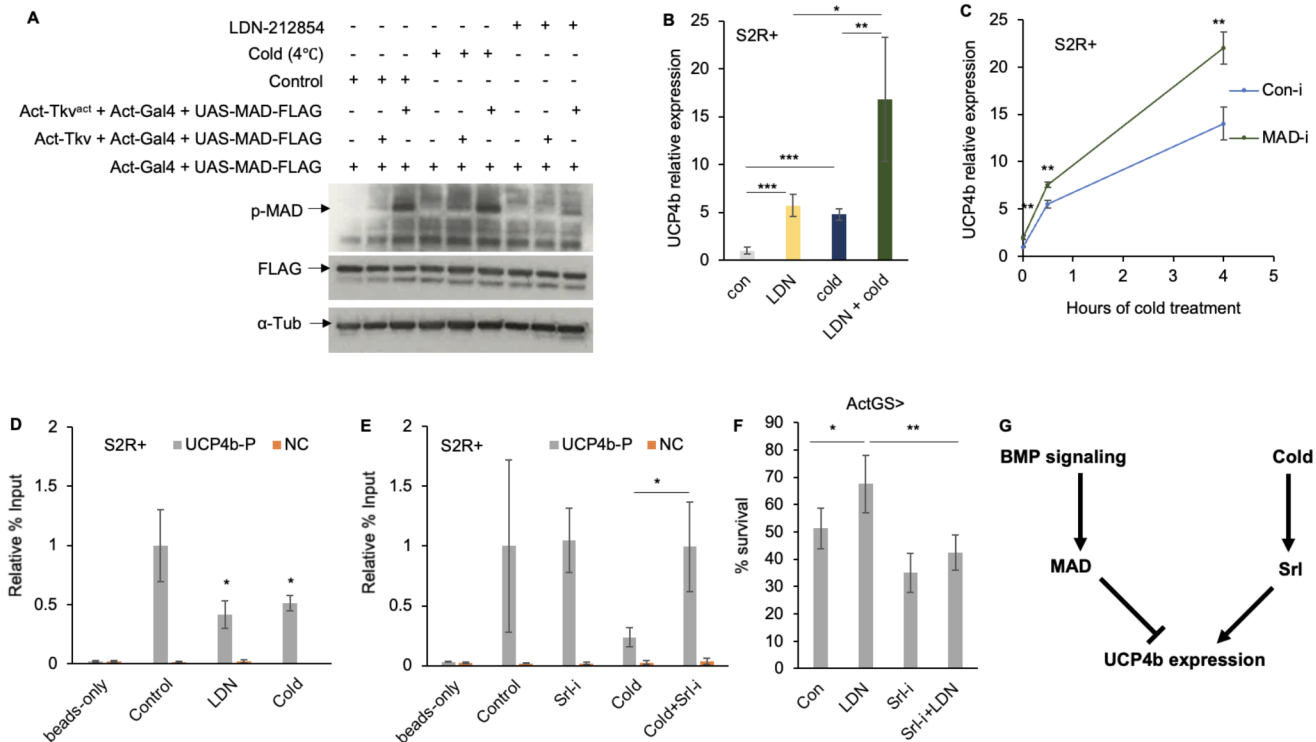 A
LDN-212854 - - - - - - + + +
Cold (4℃) - - - + + + - - -
Control + + + - - - - - -
Act-Tkvact + Act-Gal4 + UAS-MAD-FLAG - - + - - + - - +
Act-Tkv + Act-Gal4 + UAS-MAD-FLAG - + - - + - - + -
Act-Gal4 + UAS-MAD-FLAG + + + + + + + + +
p-MAD
FLAG
α-Tub
B
S2R+
UCP4b relative expression
25
20
15
10
5
0
*
**
***
***
con
LDN
cold
LDN + cold
C
S2R+
UCP4b relative expression
25
20
15
10
5
0
**
**
**
Con-i
MAD-i
0 1 2 3 4 5
Hours of cold treatment
D
S2R+
UCP4b-P NC
Relative % Input
2
1.5
1
0.5
0
* *
beads-only
Control
LDN
Cold
E
S2R+
UCP4b-P NC
Relative % Input
2
1.5
1
0.5
0
*
beads-only
Control
Srl-i
Cold
Cold+Srl-i
F
ActGS>
% survival
90
80
70
60
50
40
30
20
10
0
* **
Con
LDN
Srl-i
Srl-i+LDN
G
BMP signaling Cold
MAD Srl
UCP4b expression